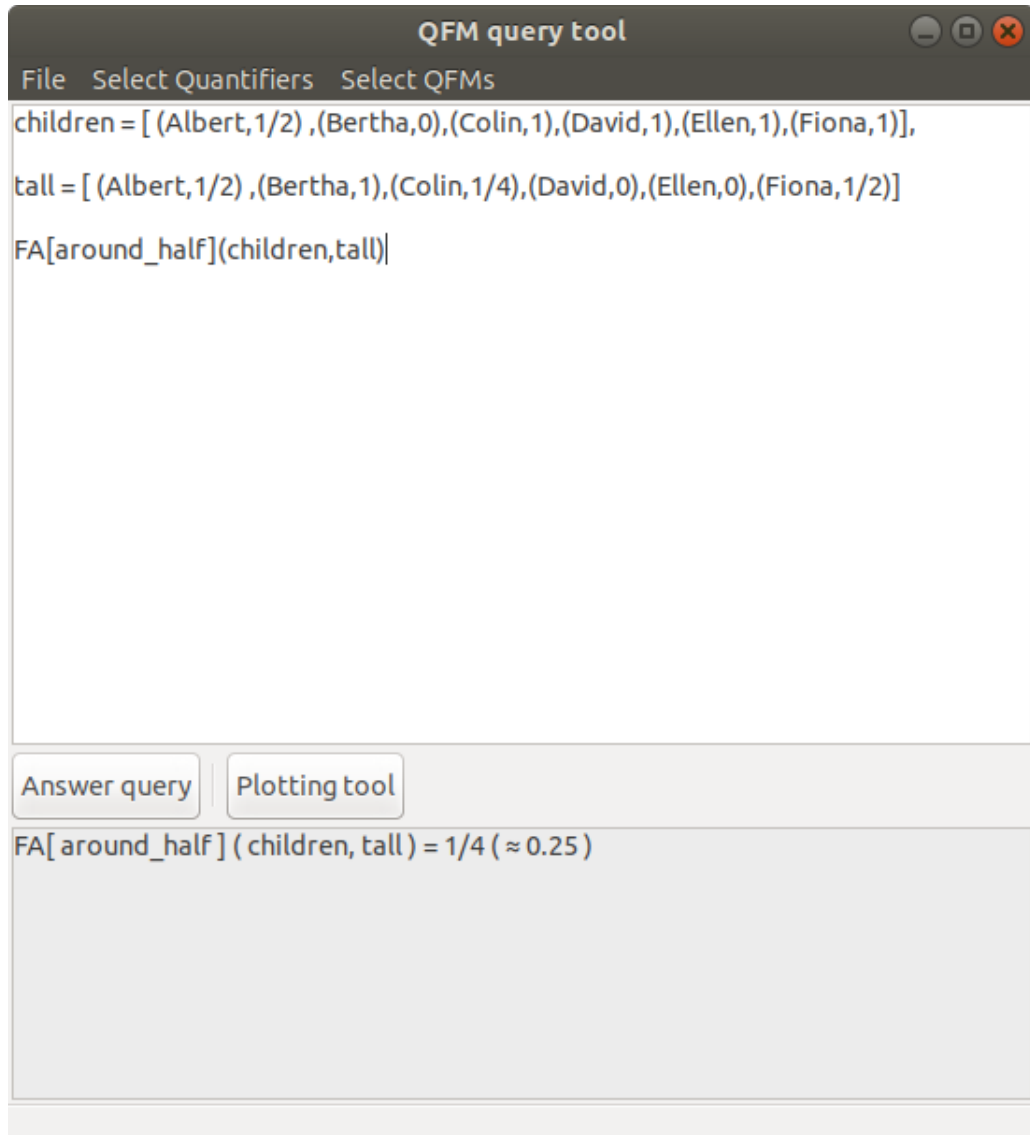 QFM query tool
File Select Quantifiers Select QFMs
children = [ (Albert,1/2) ,(Bertha,0),(Colin,1),(David,1),(Ellen,1),(Fiona,1)],
tall = [ (Albert,1/2) ,(Bertha,1),(Colin,1/4),(David,0),(Ellen,0),(Fiona,1/2)]
FA[around_half](children,tall)
Answer query Plotting tool
FA[ around_half ] ( children, tall ) = 1/4 ( ≈ 0.25 )